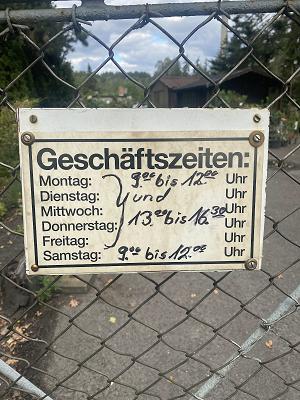 Geschäftszeiten:
Montag: 9.00 bis 12.00 Uhr
Dienstag: und Uhr
Mittwoch: 13.00 bis 16.30 Uhr
Donnerstag: Uhr
Freitag: Uhr
Samstag: 9.00 bis 12.00 Uhr